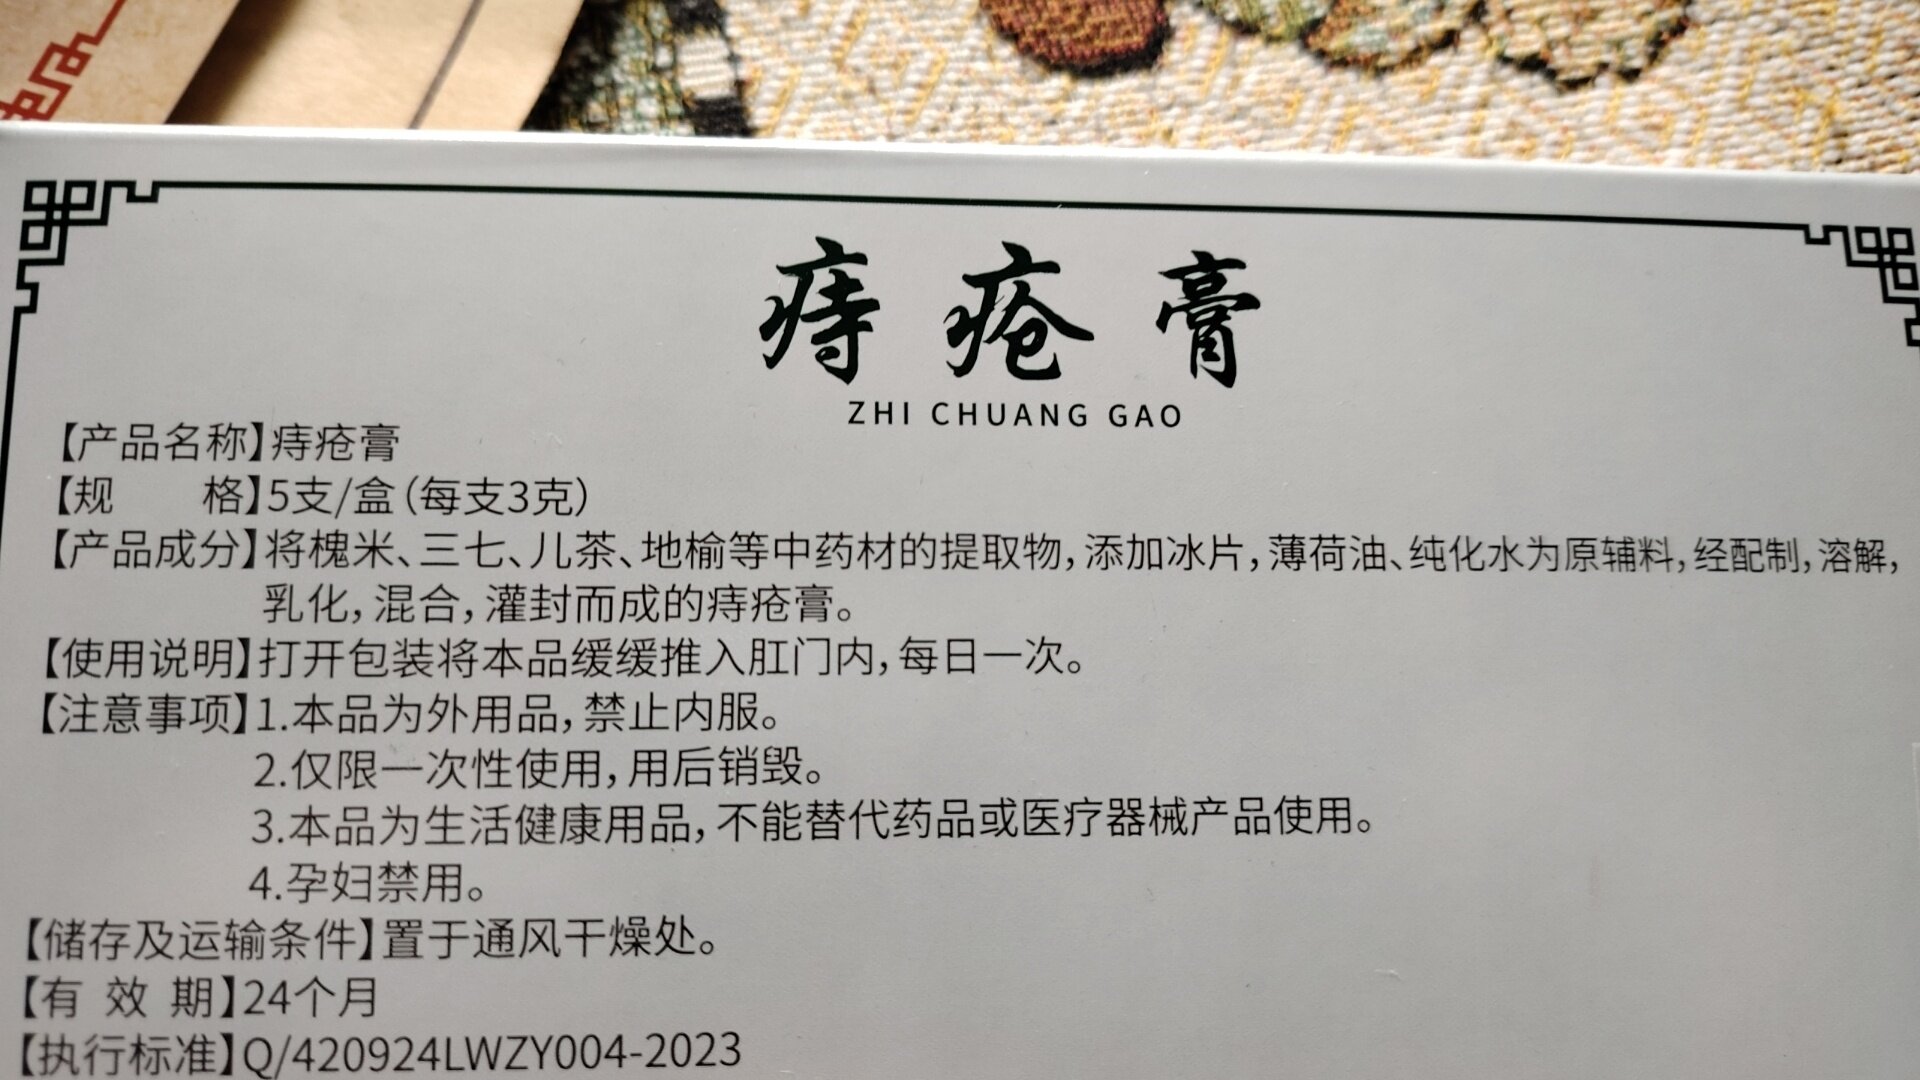 痔疮膏
ZHI CHUANG GAO
【产品名称】痔疮膏
【规 格】5支/盒(每支3克)
【产品成分】将槐米、三七、儿茶、地榆等中药材的提取物,添加冰片,薄荷油、纯化水为原辅料,经配制,溶解,
乳化,混合,灌封而成的痔疮膏。
【使用说明】打开包装将本品缓缓推入肛门内,每日一次。
【注意事项】1.本品为外用品,禁止内服。
2.仅限一次性使用,用后销毁。
3.本品为生活健康用品,不能替代药品或医疗器械产品使用。
4.孕妇禁用。
【储存及运输条件】置于通风干燥处。
【有 效 期】24个月
【执行标准】Q/420924LWZY004-2023